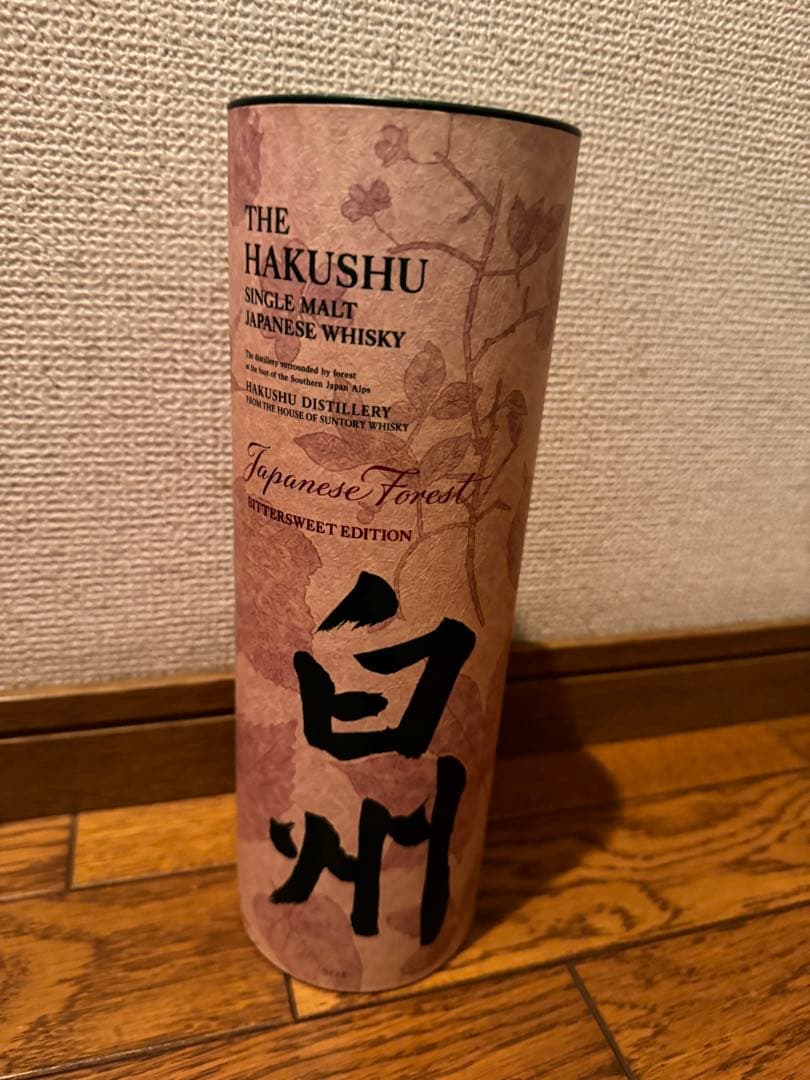 THE
HAKUSHU
SINGLE MALT
JAPANESE WHISKY
The distillery surrounded by forest
at the foot of the Southern Japan Alps
HAKUSHU DISTILLERY
FROM THE HOUSE OF SUNTORY WHISKY
Japanese Forest
BITTERSWEET EDITION
白州